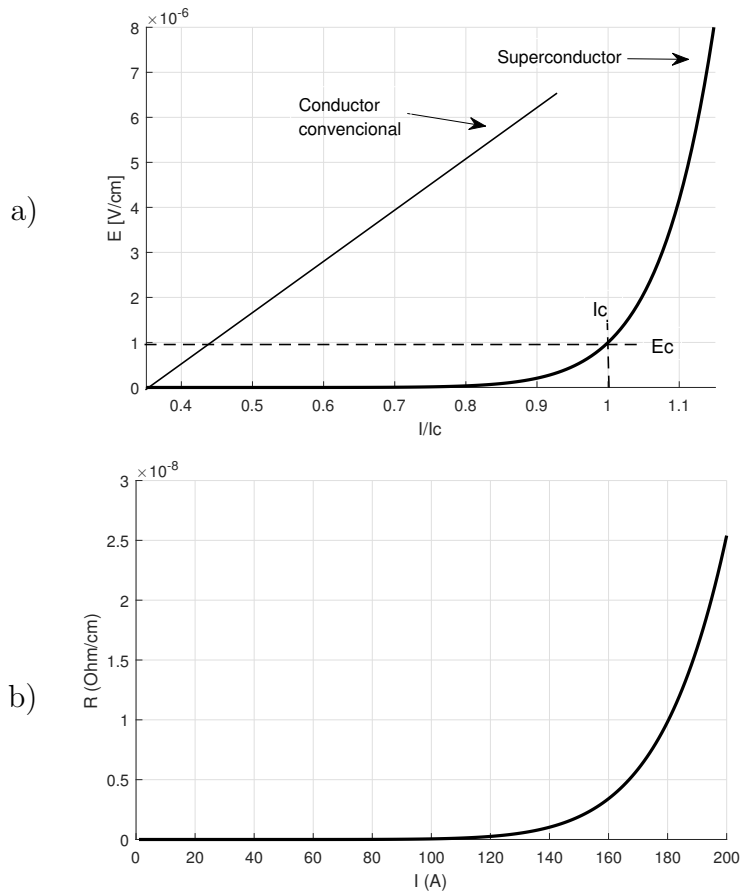 a)
×10-6
8
7
6
5
4
3
2
1
0
E [V/cm]
Superconductor
Conductor
convencional
Ic
Ec
0.4 0.5 0.6 0.7 0.8 0.9 1 1.1
I/Ic
b)
×10-8
3
2.5
2
1.5
1
0.5
0
R (Ohm/cm)
0 20 40 60 80 100 120 140 160 180 200
I (A)